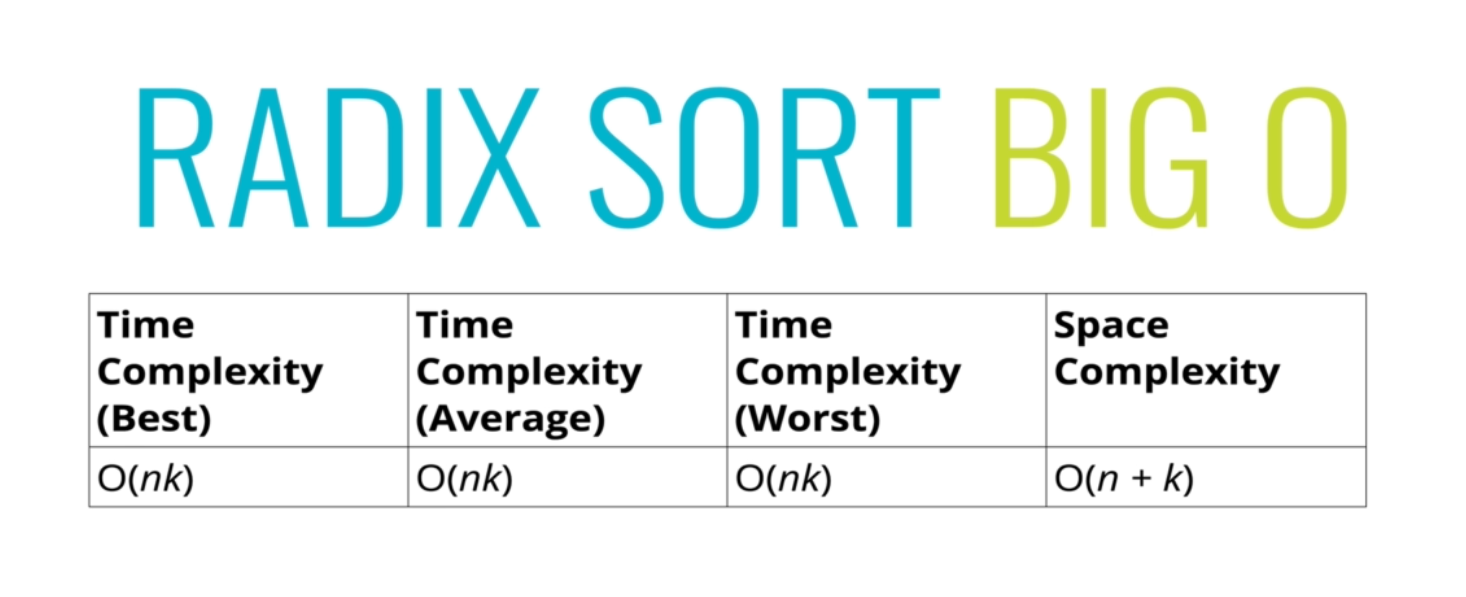 RADIX SORT BIG O
Time Complexity (Best)
Time Complexity (Average)
Time Complexity (Worst)
Space Complexity
O(nk)
O(nk)
O(nk)
O(n + k)